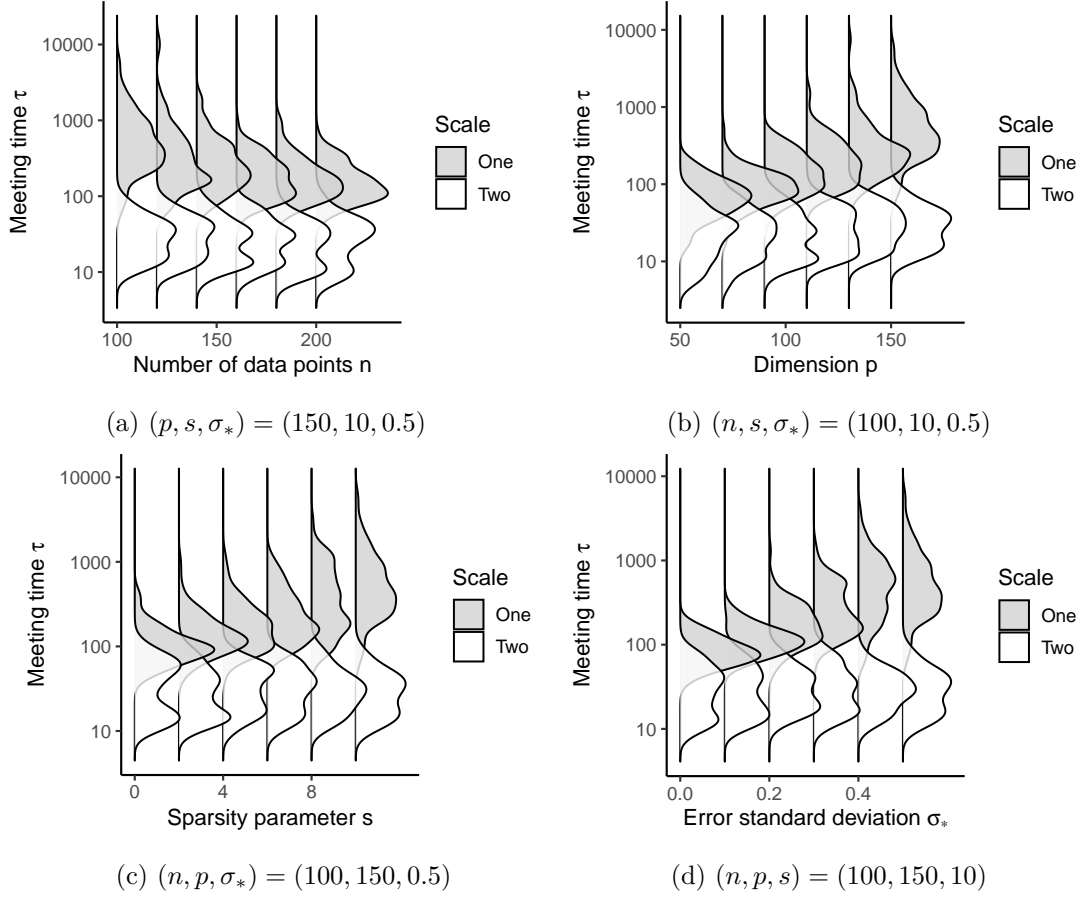 10000
1000
100
10
Meeting time τ
100
150
200
Number of data points n
Scale
One
Two
(a) (p, s, σ∗) = (150, 10, 0.5)
10000
1000
100
10
Meeting time τ
50
100
150
Dimension p
Scale
One
Two
(b) (n, s, σ∗) = (100, 10, 0.5)
10000
1000
100
10
Meeting time τ
0
4
8
Sparsity parameter s
Scale
One
Two
(c) (n, p, σ∗) = (100, 150, 0.5)
10000
1000
100
10
Meeting time τ
0.0
0.2
0.4
Error standard deviation σ∗
Scale
One
Two
(d) (n, p, s) = (100, 150, 10)